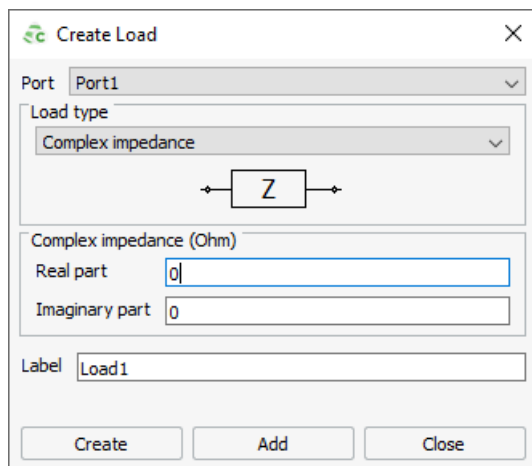 Create Load
Port Port1
Load type
Complex impedance
Z
Complex impedance (Ohm)
Real part 0
Imaginary part 0
Label Load1
Create Add Close